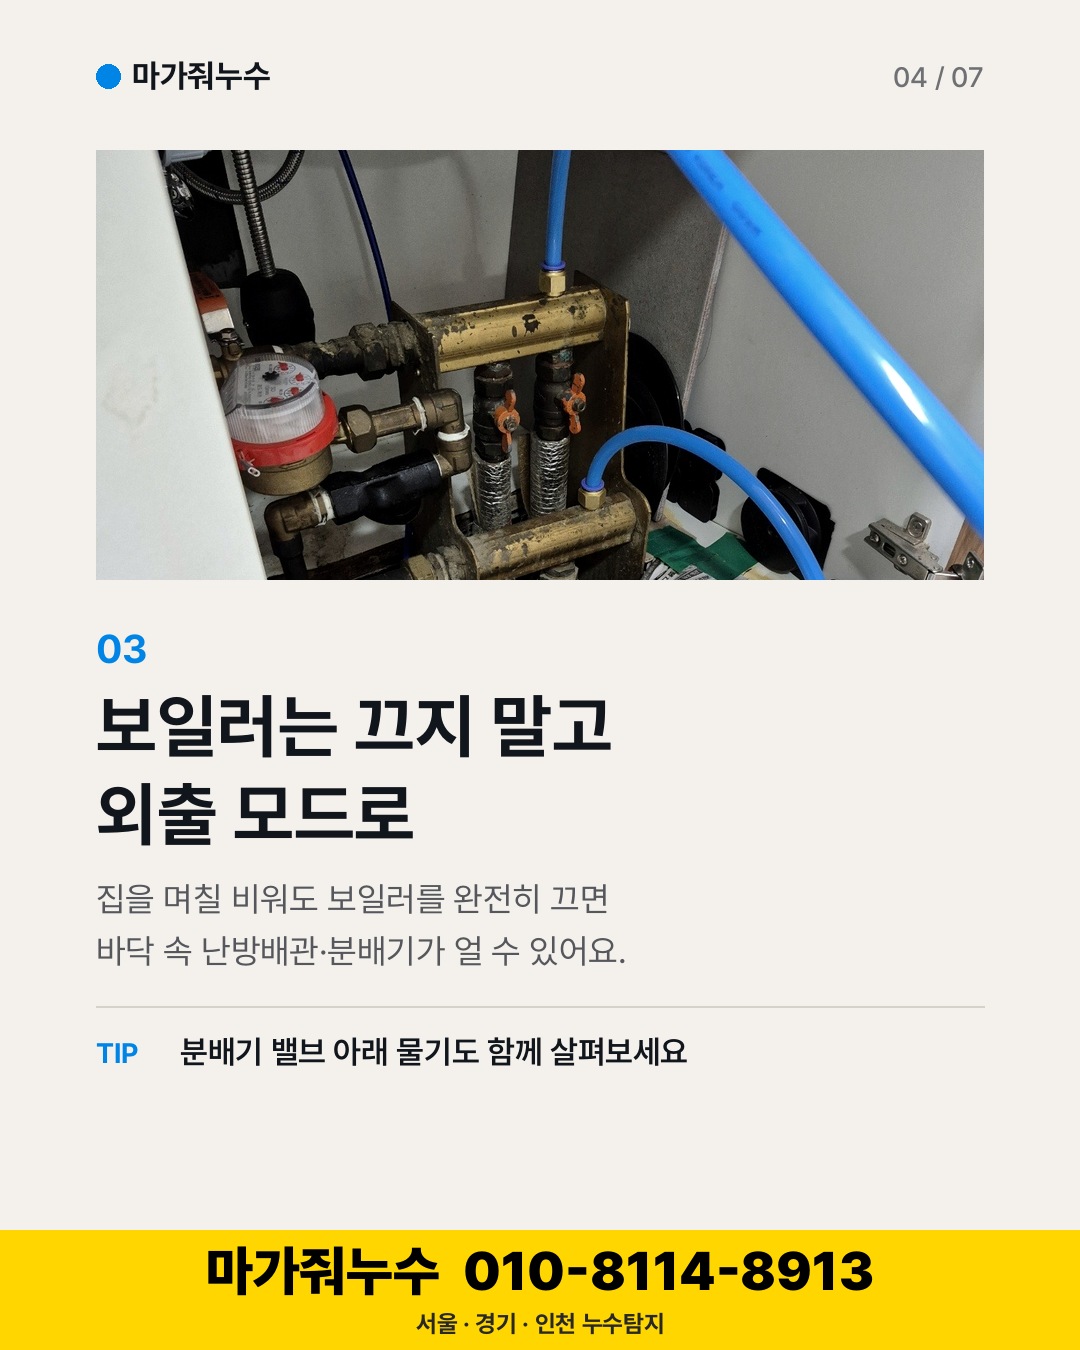 마가줘누수
04 / 07
03
보일러는 끄지 말고
외출 모드로
집을 며칠 비워도 보일러를 완전히 끄면
바닥 속 난방배관·분배기가 얼 수 있어요.
TIP 분배기 밸브 아래 물기도 함께 살펴보세요
마가줘누수 010-8114-8913
서울 · 경기 · 인천 누수탐지